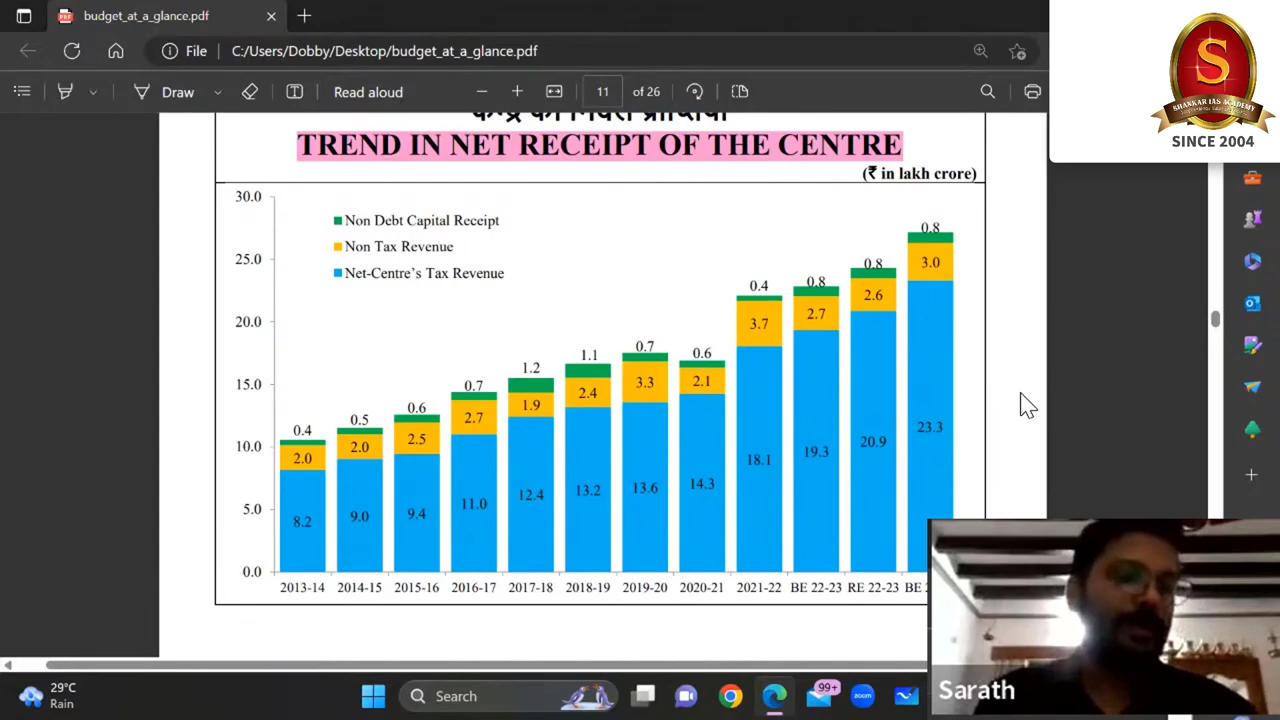 budget_at_a_glance.pdf
File C:/Users/Dobby/Desktop/budget_at_a_glance.pdf
Draw Read aloud 11 of 26
S
SHANKAR IAS ACADEMY
SINCE 2004
TREND IN NET RECEIPT OF THE CENTRE
(₹ in lakh crore)
30.0
25.0
20.0
15.0
10.0
5.0
0.0
Non Debt Capital Receipt
Non Tax Revenue
Net-Centre's Tax Revenue
0.4 0.5 0.6 0.7 1.2 1.1 0.7 0.6 0.4 0.8 0.8 0.8
2.0 2.0 2.5 2.7 1.9 2.4 3.3 2.1 3.7 2.7 2.6 3.0
8.2 9.0 9.4 11.0 12.4 13.2 13.6 14.3 18.1 19.3 20.9 23.3
2013-14 2014-15 2015-16 2016-17 2017-18 2018-19 2019-20 2020-21 2021-22 BE 22-23 RE 22-23 BE
Sarath
29°C
Rain
Search
99+
zoom